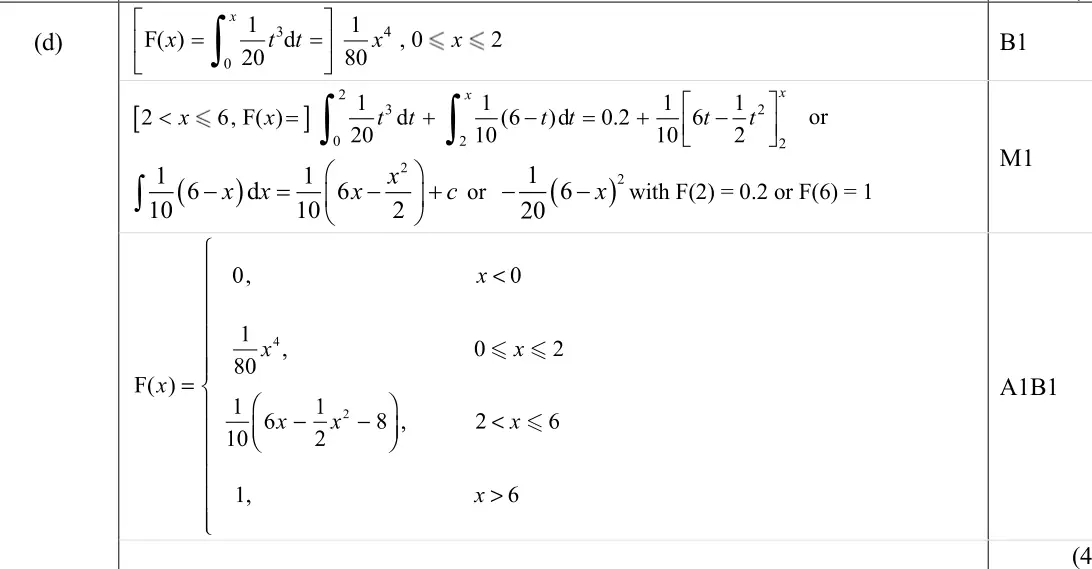 (d) [F(x) = ∫₀ˣ 1/20 t³dt =] 1/80 x⁴ , 0 ⩽ x ⩽ 2 B1
[2 < x ⩽ 6, F(x)=] ∫₀² 1/20 t³ dt + ∫₂ˣ 1/10 (6 − t)dt = 0.2 + 1/10 [6t − 1/2 t²]₂ˣ or
∫ 1/10 (6 − x)dx = 1/10 (6x − x²/2) + c or − 1/20 (6 − x)² with F(2) = 0.2 or F(6) = 1 M1
0, x < 0
1/80 x⁴, 0 ⩽ x ⩽ 2
F(x) = { A1B1
1/10 (6x − 1/2 x² − 8), 2 < x ⩽ 6
1, x > 6
(4